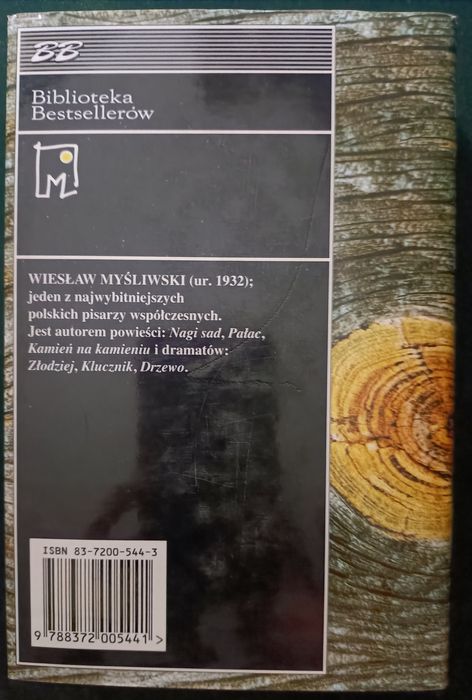 BB
Biblioteka
Bestsellerów
M
WIESŁAW MYŚLIWSKI (ur. 1932);
jeden z najwybitniejszych
polskich pisarzy współczesnych.
Jest autorem powieści: Nagi sad, Pałac,
Kamień na kamieniu i dramatów:
Złodziej, Klucznik, Drzewo.
ISBN 83-7200-544-3
9 788372 005441 >